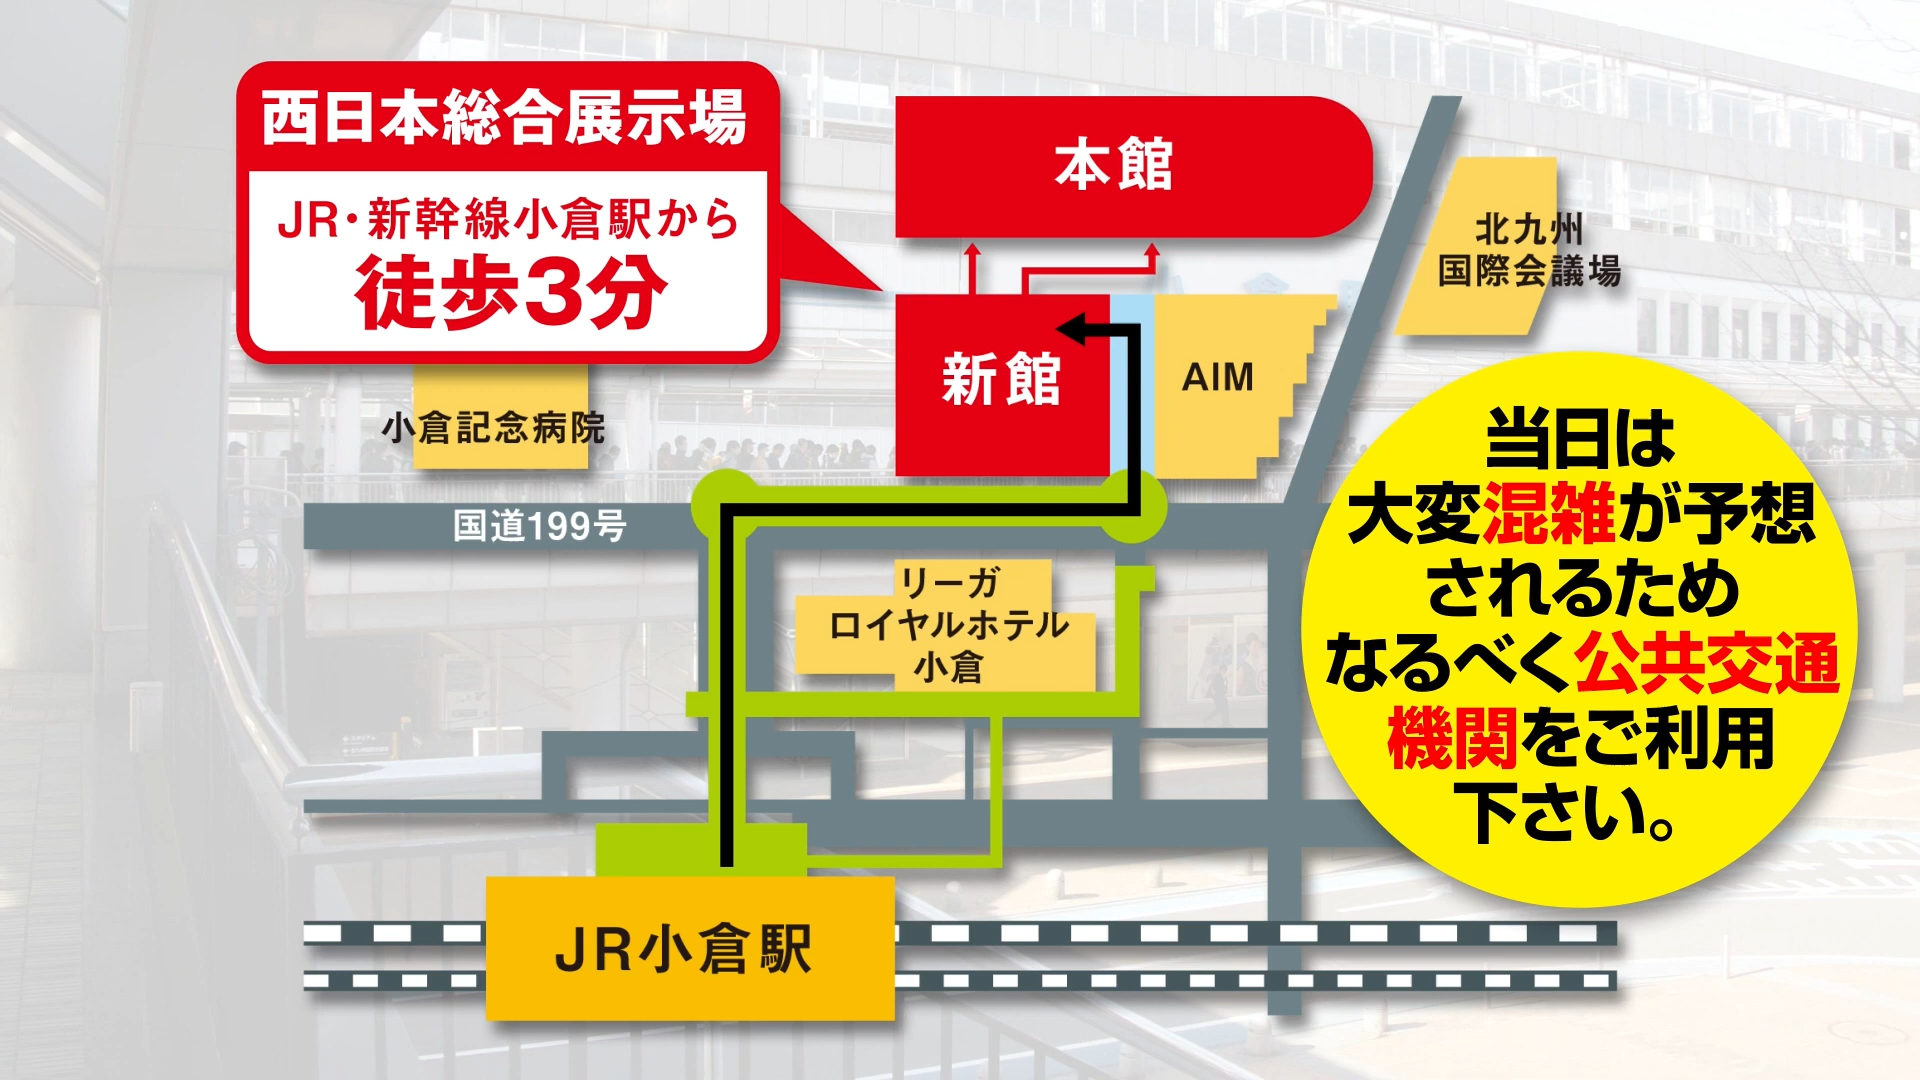 西日本総合展示場
JR・新幹線小倉駅から
徒歩3分
本館
北九州
国際会議場
新館
AIM
小倉記念病院
国道199号
リーガ
ロイヤルホテル
小倉
JR小倉駅
当日は
大変混雑が予想
されるため
なるべく公共交通
機関をご利用
下さい。